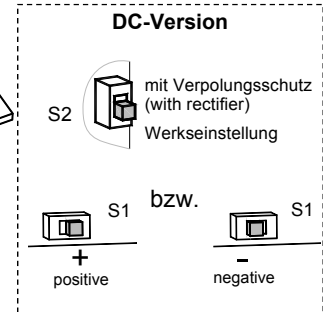 DC-Version
S2
mit Verpolungsschutz
(with rectifier)
Werkseinstellung
S1
bzw.
S1
+
positive
-
negative